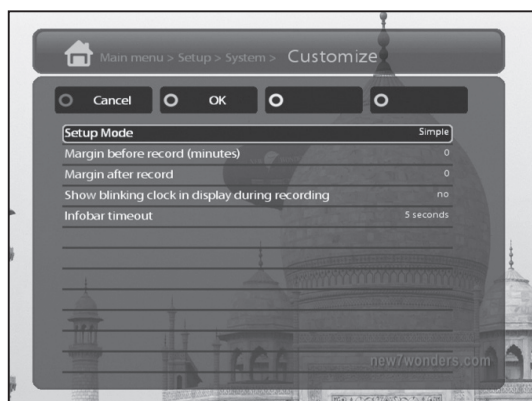 Main menu > Setup > System > Customize
Cancel OK
Setup Mode Simple
Margin before record (minutes) 0
Margin after record 0
Show blinking clock in display during recording no
Infobar timeout 5 seconds
new7wonders.com